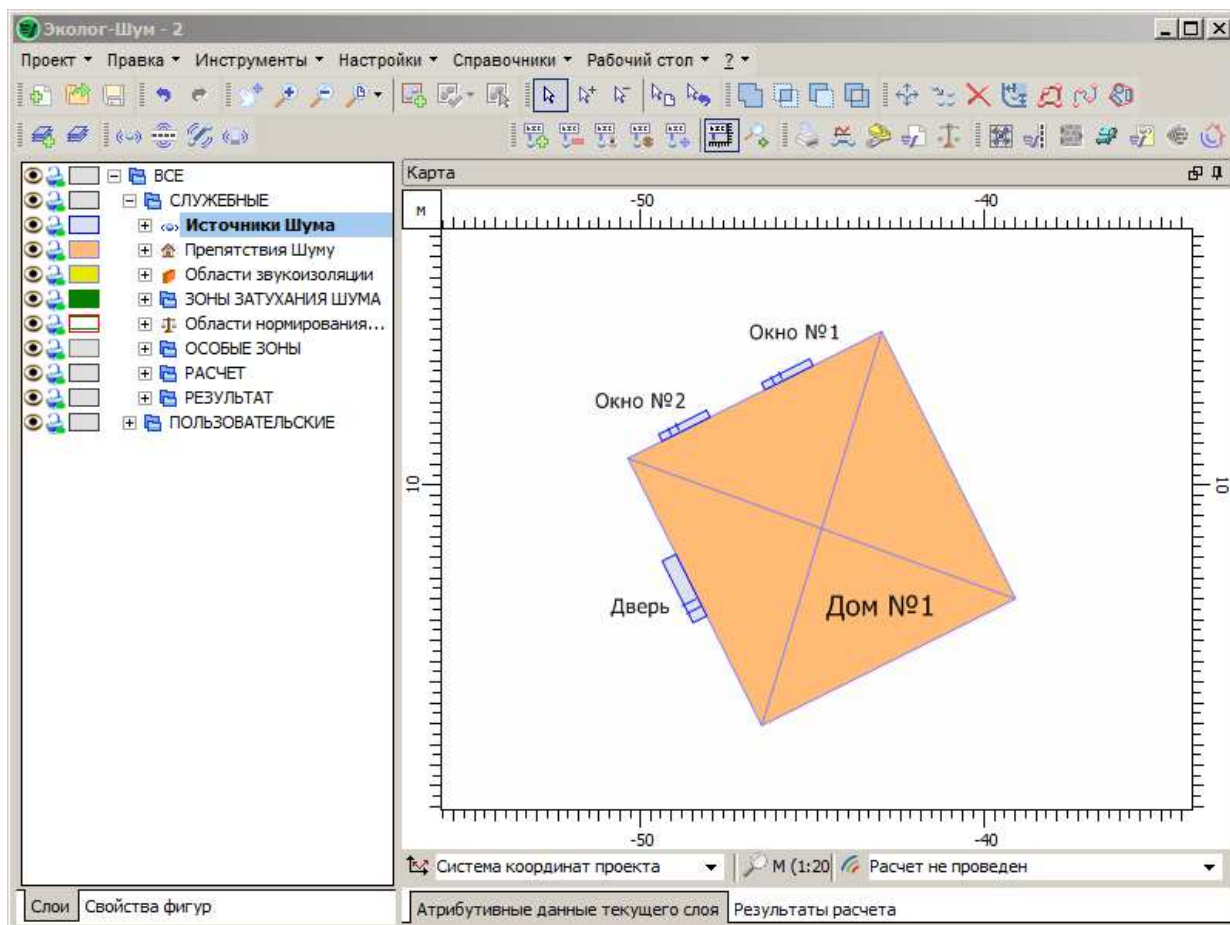 Эколог-Шум - 2
Проект Правка Инструменты Настройки Справочники Рабочий стол ?
ВСЕ
СЛУЖЕБНЫЕ
Источники Шума
Препятствия Шуму
Области звукоизоляции
ЗОНЫ ЗАТУХАНИЯ ШУМА
Области нормирования...
ОСОБЫЕ ЗОНЫ
РАСЧЕТ
РЕЗУЛЬТАТ
ПОЛЬЗОВАТЕЛЬСКИЕ
Слои Свойства фигур
Карта
м
-50 -40
Окно №1
Окно №2
10 10
Дверь
Дом №1
-50 -40
Система координат проекта М (1:20 Расчет не проведен
Атрибутивные данные текущего слоя Результаты расчета